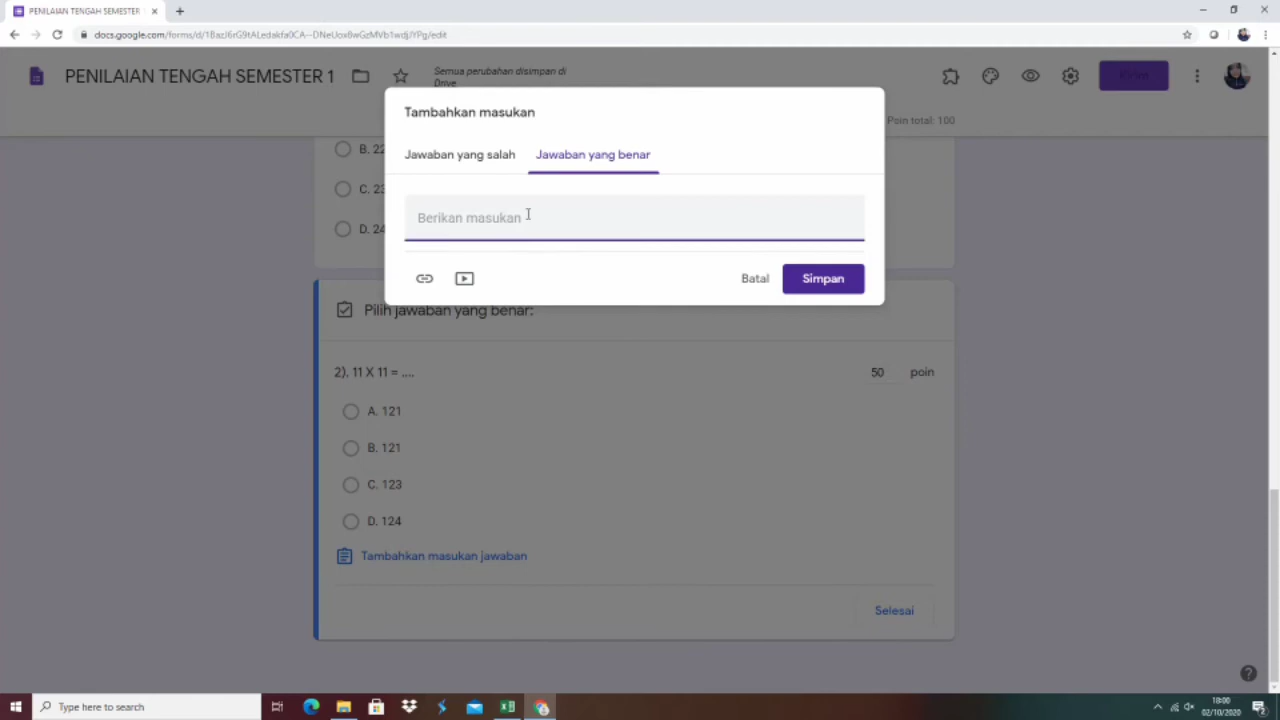 PENILAIAN TENGAH SEMESTER
docs.google.com/forms/d/1BazJ6rG9tALedakfa0CA--DNeUox8wGzMVb1wdjJYPg/edit
PENILAIAN TENGAH SEMESTER 1
Semua perubahan disimpan di
Drive
Poin total: 100
Tambahkan masukan
Jawaban yang salah
Jawaban yang benar
Berikan masukan
Batal
Simpan
B. 22
C. 23
D. 24
Pilih jawaban yang benar:
2). 11 X 11 = ....
50
poin
A. 121
B. 121
C. 123
D. 124
Tambahkan masukan jawaban
Selesai
Type here to search
18:00
02/10/2020